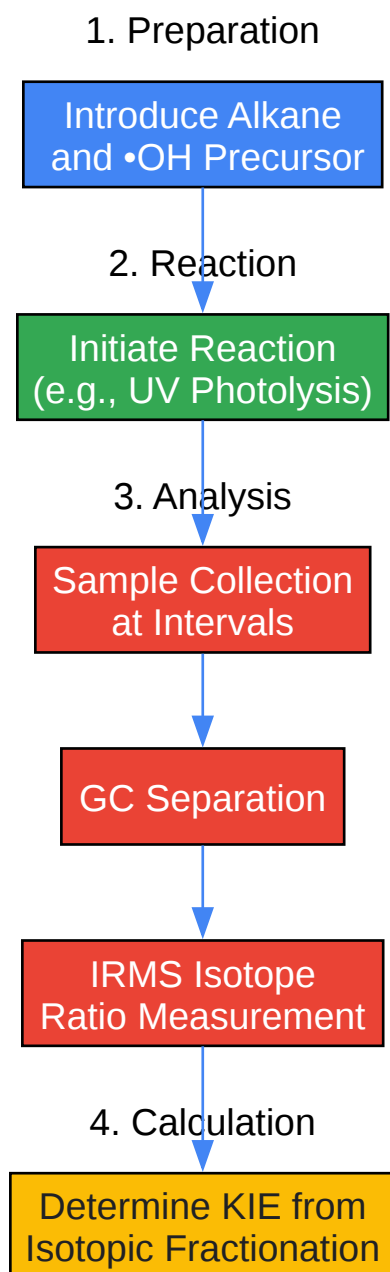 1. Preparation
Introduce Alkane
and •OH Precursor
2. Reaction
Initiate Reaction
(e.g., UV Photolysis)
3. Analysis
Sample Collection
at Intervals
GC Separation
IRMS Isotope
Ratio Measurement
4. Calculation
Determine KIE from
Isotopic Fractionation